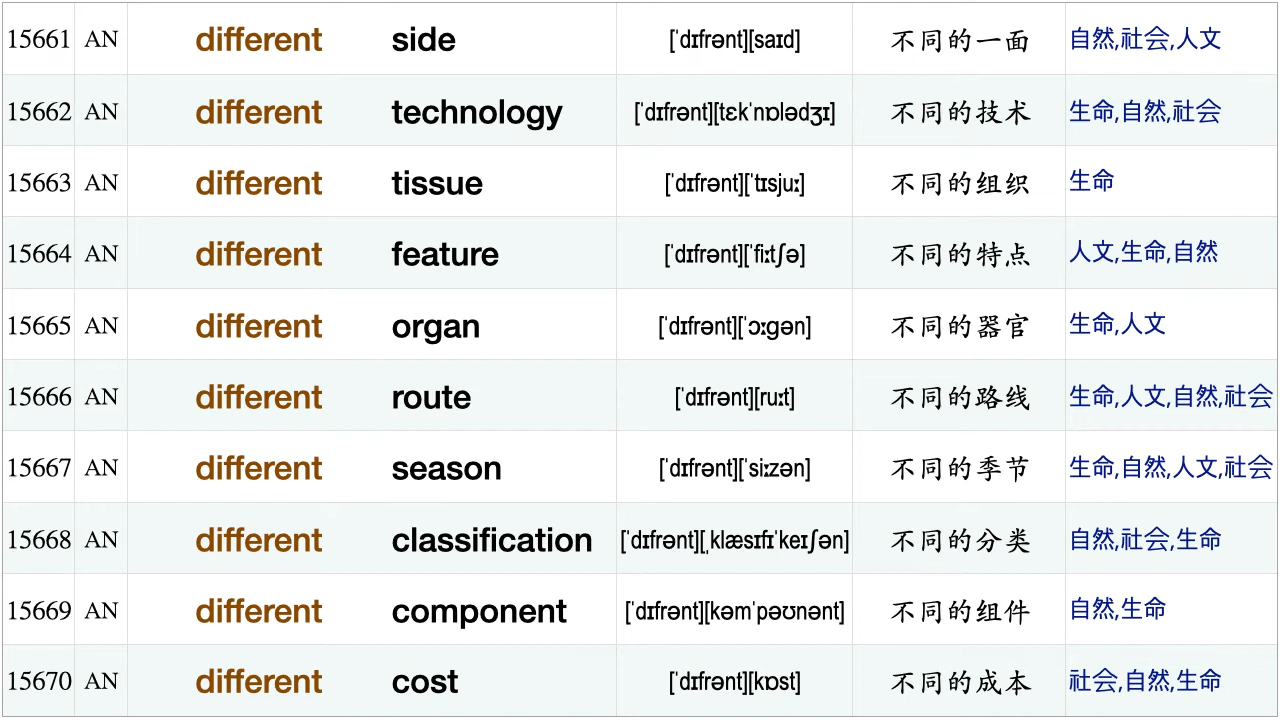 15661 AN different side [ˈdɪfrənt][saɪd] 不同的一面 自然,社会,人文
15662 AN different technology [ˈdɪfrənt][tɛkˈnɒlədʒɪ] 不同的技术 生命,自然,社会
15663 AN different tissue [ˈdɪfrənt][ˈtɪsjuː] 不同的组织 生命
15664 AN different feature [ˈdɪfrənt][ˈfiːtʃə] 不同的特点 人文,生命,自然
15665 AN different organ [ˈdɪfrənt][ˈɔːgən] 不同的器官 生命,人文
15666 AN different route [ˈdɪfrənt][ruːt] 不同的路线 生命,人文,自然,社会
15667 AN different season [ˈdɪfrənt][ˈsiːzən] 不同的季节 生命,自然,人文,社会
15668 AN different classification [ˈdɪfrənt][ˌklæsɪfɪˈkeɪʃən] 不同的分类 自然,社会,生命
15669 AN different component [ˈdɪfrənt][kəmˈpəʊnənt] 不同的组件 自然,生命
15670 AN different cost [ˈdɪfrənt][kɒst] 不同的成本 社会,自然,生命